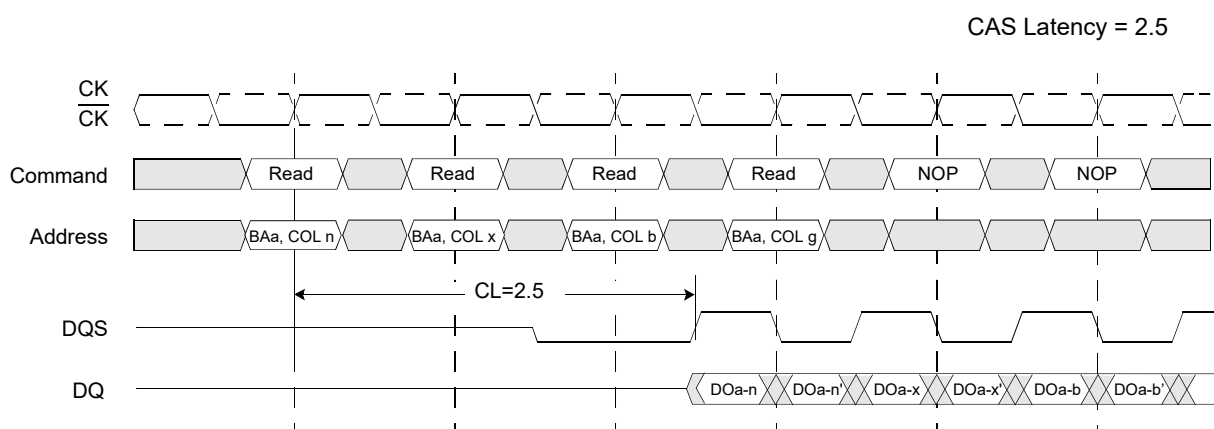 CAS Latency = 2.5
CK
CK
Command Read Read Read Read NOP NOP
Address BAa, COL n BAa, COL x BAa, COL b BAa, COL g
CL=2.5
DQS
DQ DOa-n DOa-n' DOa-x DOa-x' DOa-b DOa-b’